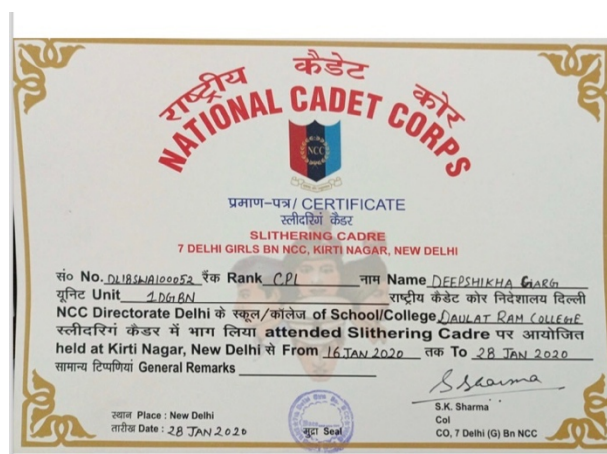 राष्ट्रीय कैडेट कोर
NATIONAL CADET CORPS
NCC
प्रमाण-पत्र/ CERTIFICATE
स्लीदरिंग कैडर
SLITHERING CADRE
7 DELHI GIRLS BN NCC, KIRTI NAGAR, NEW DELHI
सं० No. DL18SWA100052 रैंक Rank CPL नाम Name DEEPSHIKHA GARG
यूनिट Unit 1DGBN राष्ट्रीय कैडेट कोर निदेशालय दिल्ली
NCC Directorate Delhi के स्कूल/कॉलेज of School/College DAULAT RAM COLLEGE
स्लीदरिंग कैडर में भाग लिया attended Slithering Cadre पर आयोजित
held at Kirti Nagar, New Delhi से From 16 JAN 2020 तक To 28 JAN 2020
सामान्य टिप्पणियां General Remarks
S Sharma
स्थान Place : New Delhi
तारीख Date : 28 JAN 2020
मुद्रा Seal
S.K. Sharma
Col
CO, 7 Delhi (G) Bn NCC